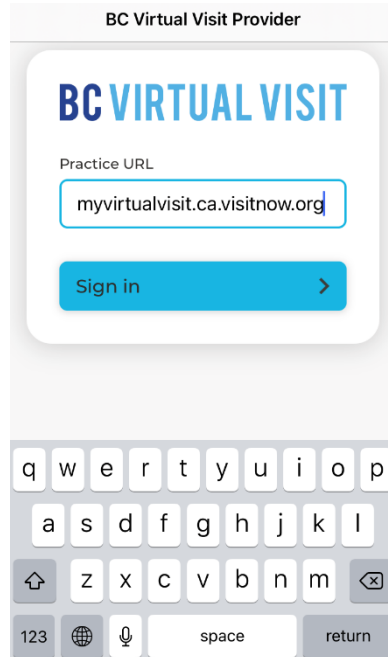 BC Virtual Visit Provider
BC VIRTUAL VISIT
Practice URL
myvirtualvisit.ca.visitnow.org
Sign in
q w e r t y u i o p
a s d f g h j k l
z x c v b n m
123 space return